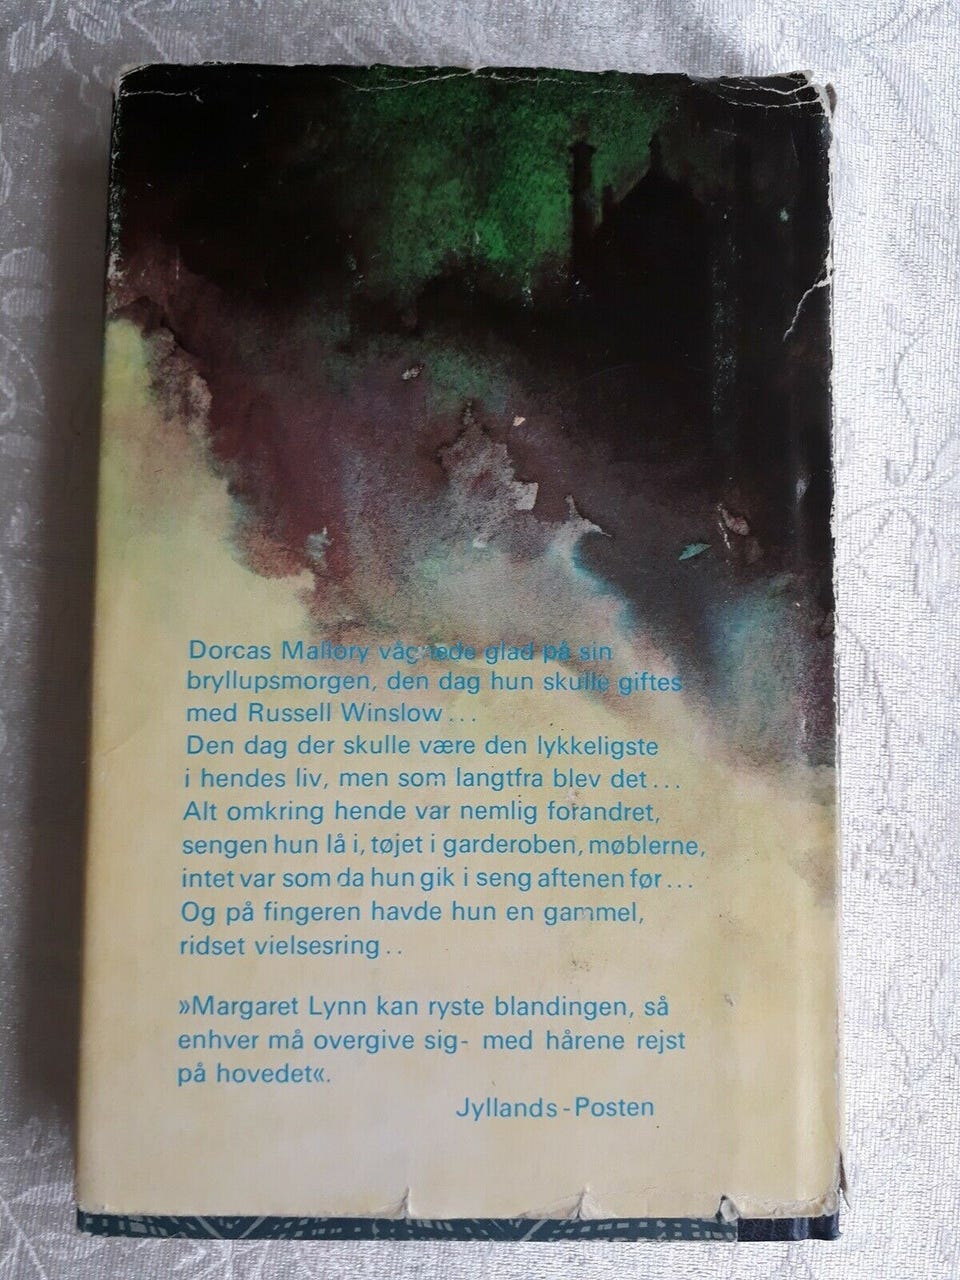 Dorcas Mallory vågnede glad på sin
bryllupsmorgen, den dag hun skulle giftes
med Russell Winslow...
Den dag der skulle være den lykkeligste
i hendes liv, men som langtfra blev det...
Alt omkring hende var nemlig forandret,
sengen hun lå i, tøjet i garderoben, møblerne,
intet var som da hun gik i seng aftenen før...
Og på fingeren havde hun en gammel,
ridset vielsesring..
»Margaret Lynn kan ryste blandingen, så
enhver må overgive sig- med hårene rejst
på hovedet«.
Jyllands-Posten